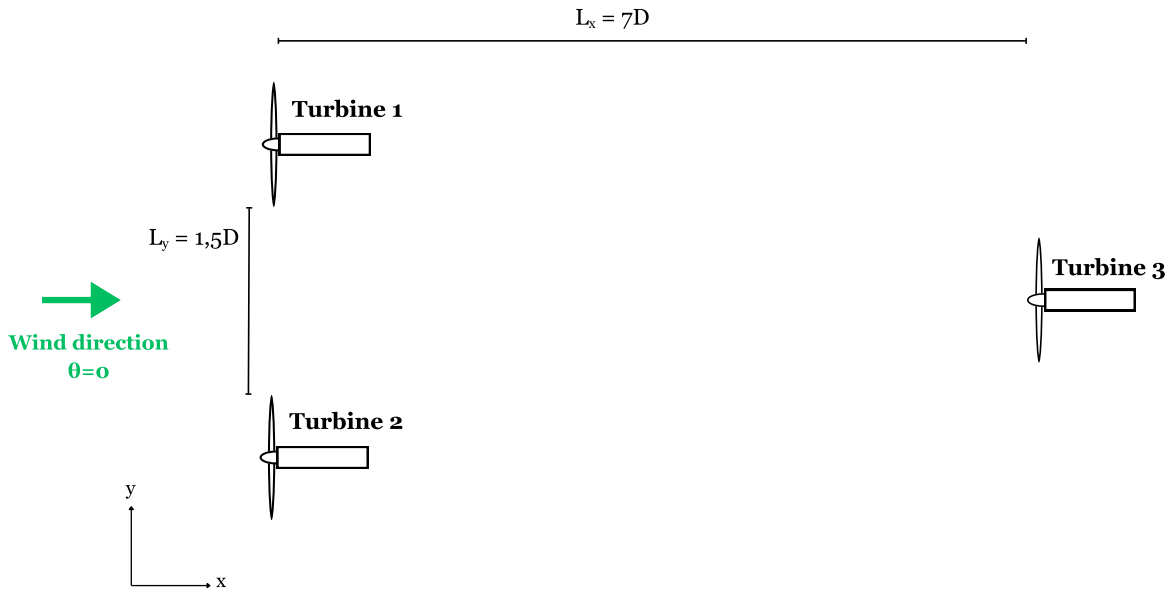 Lx = 7D
Turbine 1
Ly = 1,5D
Turbine 3
Wind direction
θ=0
Turbine 2
y
x